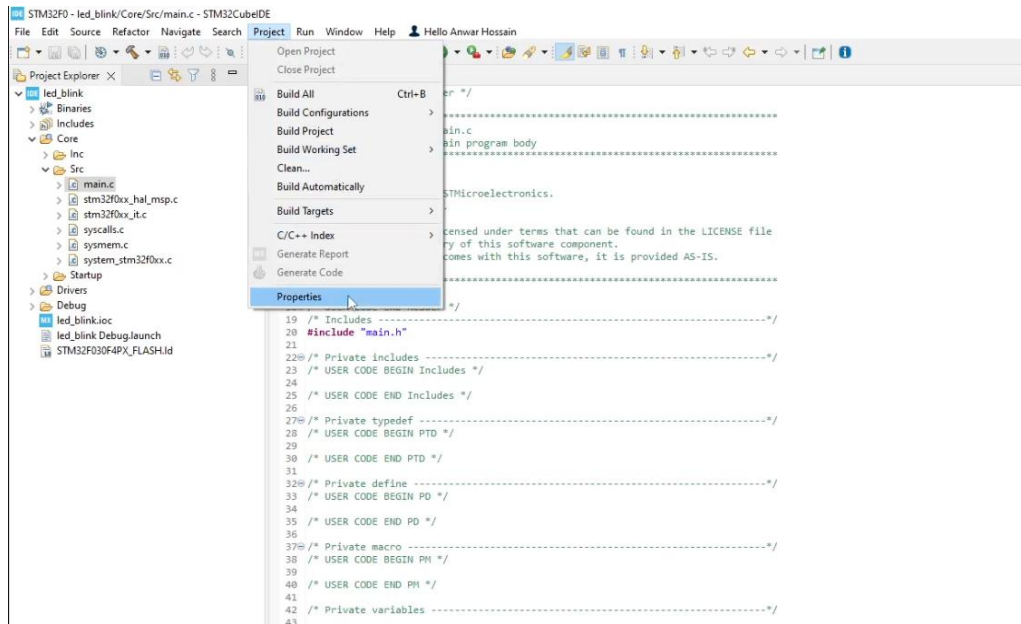 IDE STM32F0 - led_blink/Core/Src/main.c - STM32CubeIDE
File Edit Source Refactor Navigate Search Project Run Window Help Hello Anwar Hossain
Project Explorer
led_blink
Binaries
Includes
Core
Inc
Src
main.c
stm32f0xx_hal_msp.c
stm32f0xx_it.c
syscalls.c
sysmem.c
system_stm32f0xx.c
Startup
Drivers
Debug
led_blink.ioc
led_blink Debug.launch
STM32F030F4PX_FLASH.ld
Open Project
Close Project
Build All Ctrl+B
Build Configurations
Build Project
Build Working Set
Clean...
Build Automatically
Build Targets
C/C++ Index
Generate Report
Generate Code
Properties
er */
******************************************************************
ain.c
ain program body
******************************************************************
STMicroelectronics.
.
censed under terms that can be found in the LICENSE file
ry of this software component.
comes with this software, it is provided AS-IS.
******************************************************************
*/
19 /* Includes ------------------------------------------------------------------*/
20 #include "main.h"
21
22 /* Private includes ----------------------------------------------------------*/
23 /* USER CODE BEGIN Includes */
24
25 /* USER CODE END Includes */
26
27 /* Private typedef -----------------------------------------------------------*/
28 /* USER CODE BEGIN PTD */
29
30 /* USER CODE END PTD */
31
32 /* Private define ------------------------------------------------------------*/
33 /* USER CODE BEGIN PD */
34
35 /* USER CODE END PD */
36
37 /* Private macro -------------------------------------------------------------*/
38 /* USER CODE BEGIN PM */
39
40 /* USER CODE END PM */
41
42 /* Private variables ---------------------------------------------------------*/
43